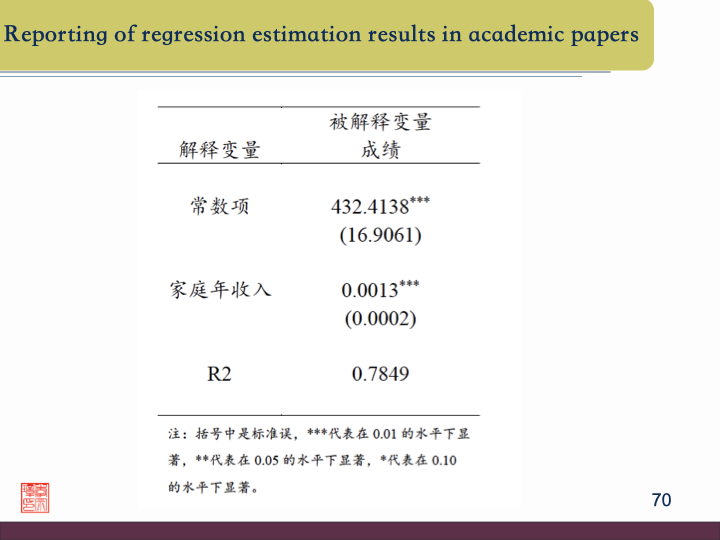 Reporting of regression estimation results in academic papers
被解释变量
解释变量 成绩
常数项 432.4138***
(16.9061)
家庭年收入 0.0013***
(0.0002)
R2 0.7849
注：括号中是标准误，***代表在 0.01 的水平下显
著，**代表在 0.05 的水平下显著，*代表在 0.10
的水平下显著。
70